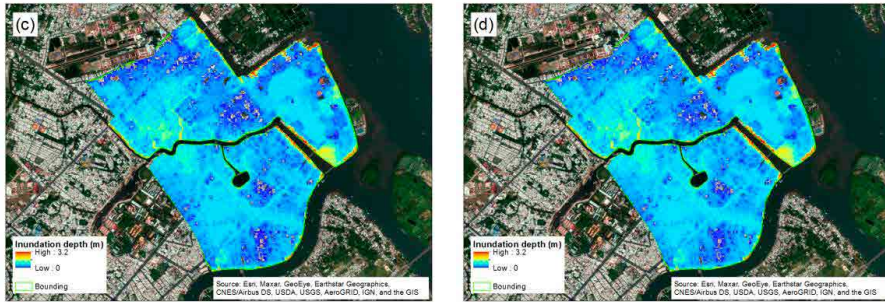 (c)
Inundation depth (m)
High : 3.2
Low : 0
Bounding
Source: Esri, Maxar, GeoEye, Earthstar Geographics,
CNES/Airbus DS, USDA, USGS, AeroGRID, IGN, and the GIS
(d)
Inundation depth (m)
High : 3.2
Low : 0
Bounding
Source: Esri, Maxar, GeoEye, Earthstar Geographics,
CNES/Airbus DS, USDA, USGS, AeroGRID, IGN, and the GIS